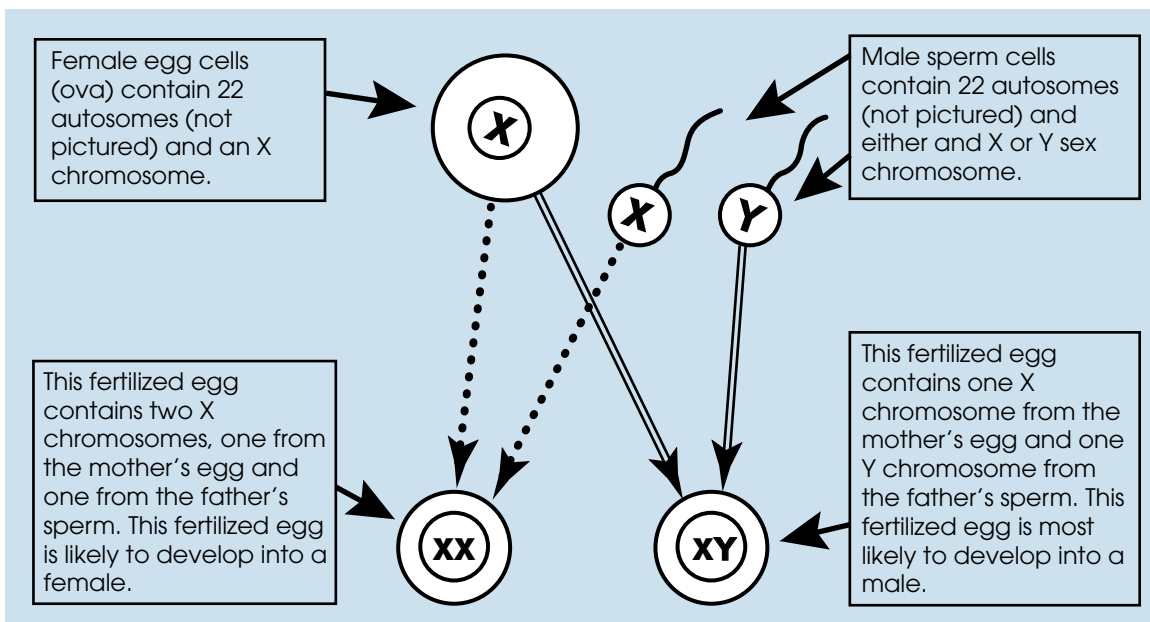 Female egg cells
(ova) contain 22
autosomes (not
pictured) and an X
chromosome.
X
Male sperm cells
contain 22 autosomes
(not pictured) and
either and X or Y sex
chromosome.
X
Y
This fertilized egg
contains two X
chromosomes, one from
the mother's egg and
one from the father's
sperm. This fertilized egg
is likely to develop into a
female.
XX
XY
This fertilized egg
contains one X
chromosome from the
mother's egg and one
Y chromosome from
the father's sperm. This
fertilized egg is most
likely to develop into a
male.